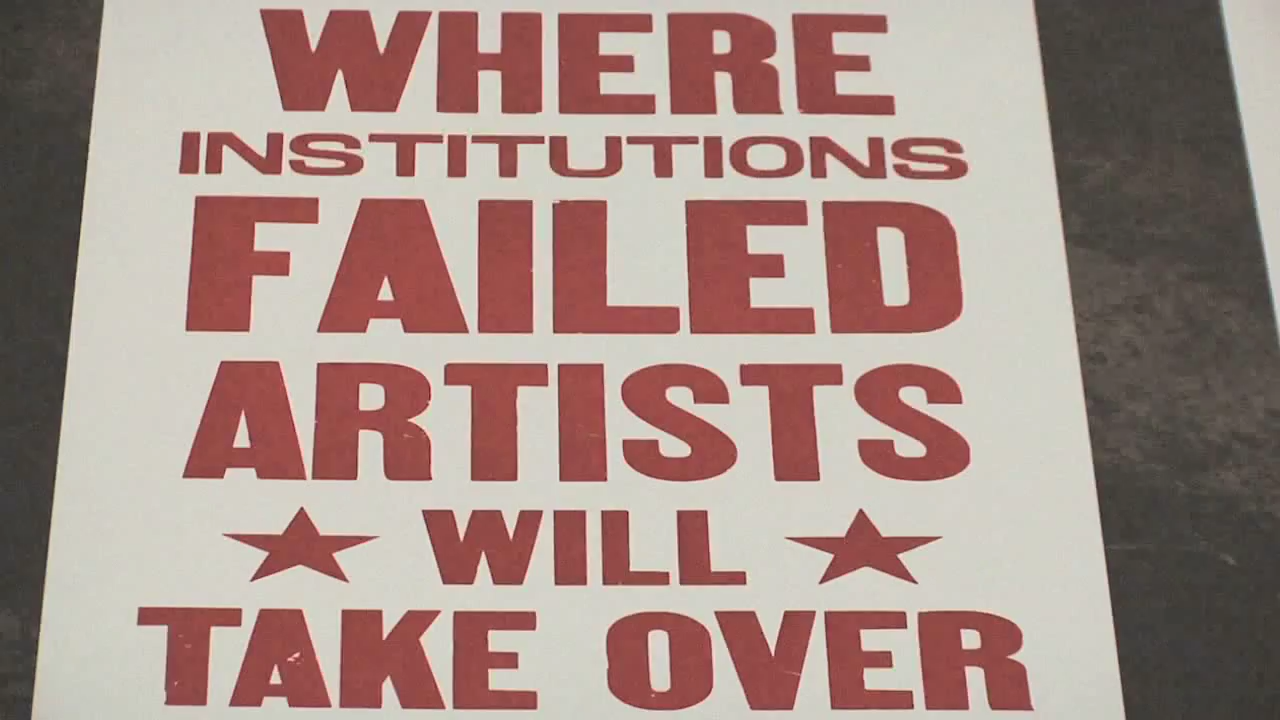 WHERE
INSTITUTIONS
FAILED
ARTISTS
WILL
TAKE OVER